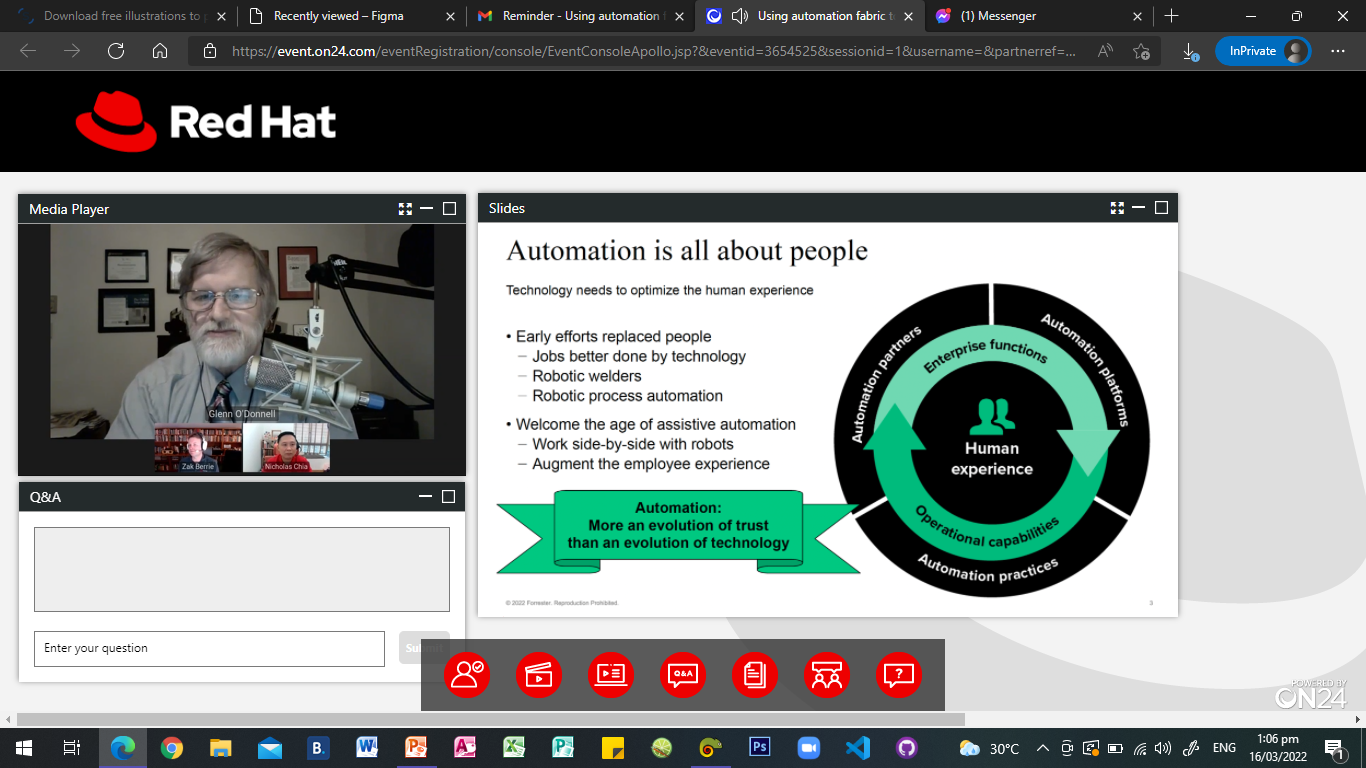 Download free illustrations to
Recently viewed – Figma
Reminder - Using automation
Using automation fabric t
(1) Messenger
https://event.on24.com/eventRegistration/console/EventConsoleApollo.jsp?&eventid=3654525&sessionid=1&username=&partnerref=...
InPrivate
Red Hat
Media Player
Glenn O'Donnell
Zak Berrie
Nicholas Chia
Q&A
Enter your question
Slides
Automation is all about people
Technology needs to optimize the human experience
• Early efforts replaced people
– Jobs better done by technology
– Robotic welders
– Robotic process automation
• Welcome the age of assistive automation
– Work side-by-side with robots
– Augment the employee experience
Automation:
More an evolution of trust
than an evolution of technology
Automation partners
Automation platforms
Enterprise functions
Human
experience
Operational capabilities
Automation practices
© 2022 Forrester. Reproduction Prohibited.
3
Q&A
?
POWERED BY
ON24
B.
Ps
30°C
ENG
1:06 pm
16/03/2022
1